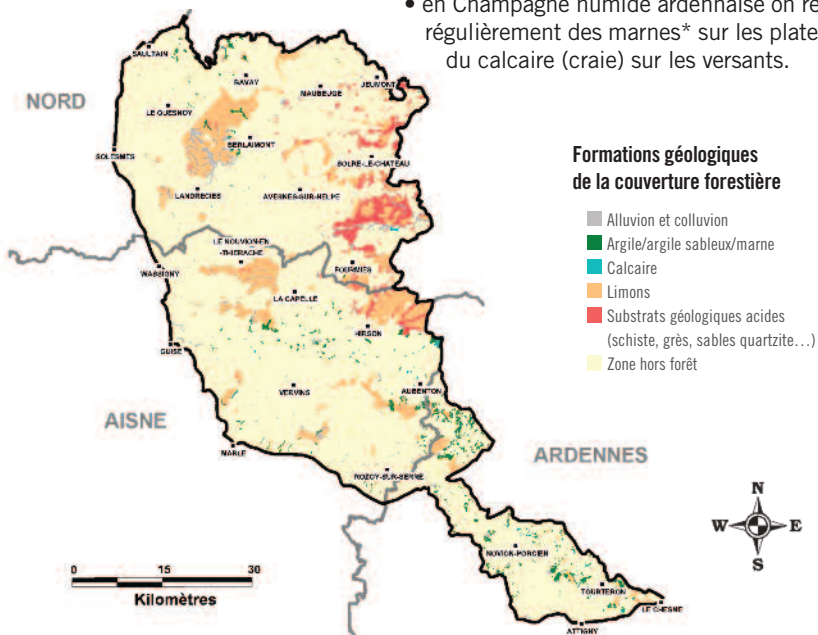 • en Champagne humide ardennaise on re
régulièrement des marnes* sur les plate
du calcaire (craie) sur les versants.
NORD
SAULTAIN
BAVAY
MAUBEUGE
JEUMONT
LE QUESNOY
BERLAIMONT
SOLESMES
SOLRE-LE-CHATEAU
LANDRECIES
AVESNES-SUR-HELPE
LE NOUVION-EN
-THIERACHE
WASSIGNY
FOURMIES
LA CAPELLE
HIRSON
GUISE
VERVINS
AUBENTON
AISNE
MARLE
ARDENNES
ROZOY-SUR-SERRE
NOVION-PORCIEN
TOURTERON
LE CHESNE
ATTIGNY
Formations géologiques
de la couverture forestière
Alluvion et colluvion
Argile/argile sableux/marne
Calcaire
Limons
Substrats géologiques acides
(schiste, grès, sables quartzite…)
Zone hors forêt
N
W E
S
0 15 30
Kilomètres